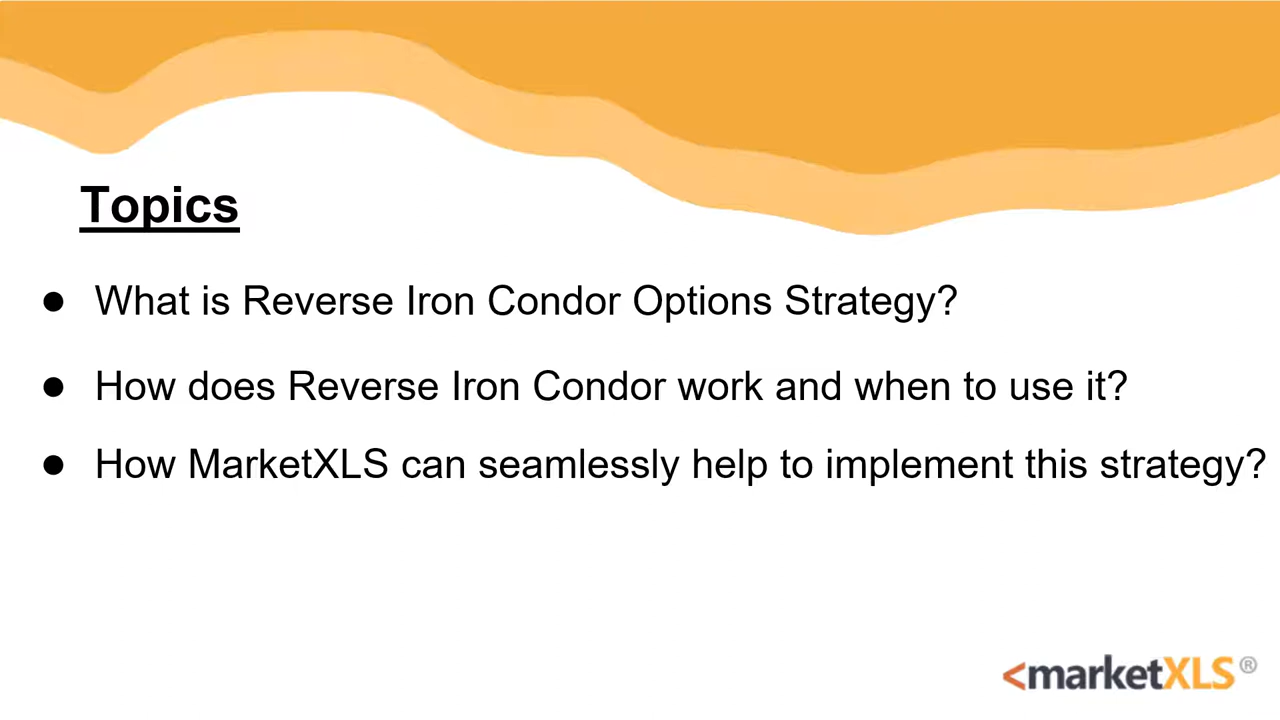 Topics
● What is Reverse Iron Condor Options Strategy?
● How does Reverse Iron Condor work and when to use it?
● How MarketXLS can seamlessly help to implement this strategy?
<marketXLS®